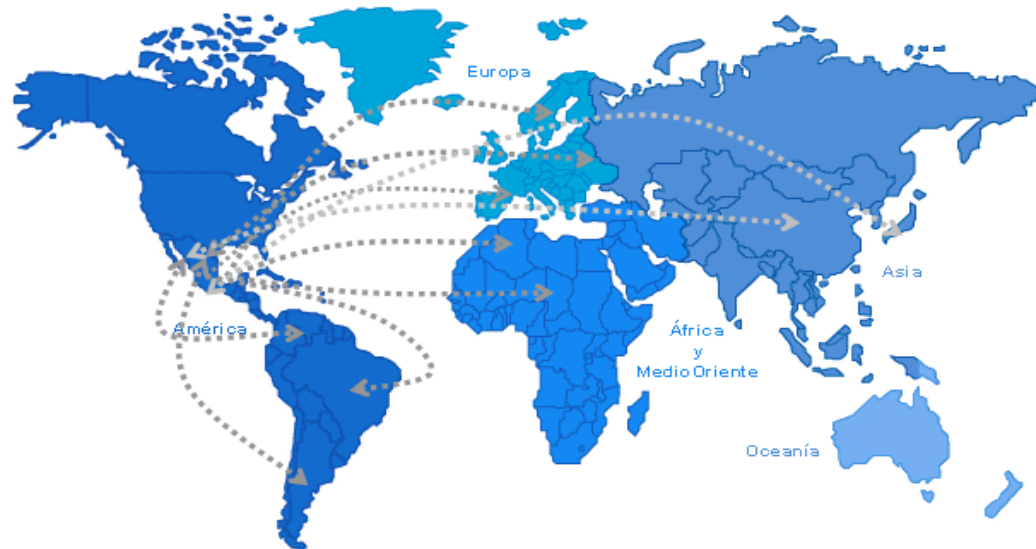 Europa
Asia
América
África
y
Medio Oriente
Oceanía